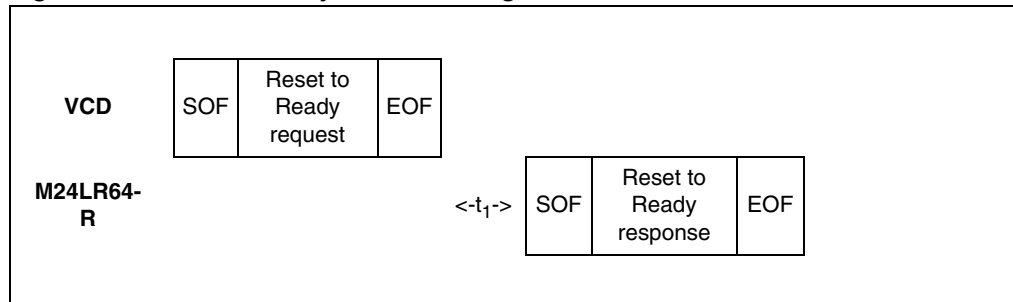 VCD
SOF
Reset to
Ready
request
EOF
M24LR64-
R
<-t1->
SOF
Reset to
Ready
response
EOF